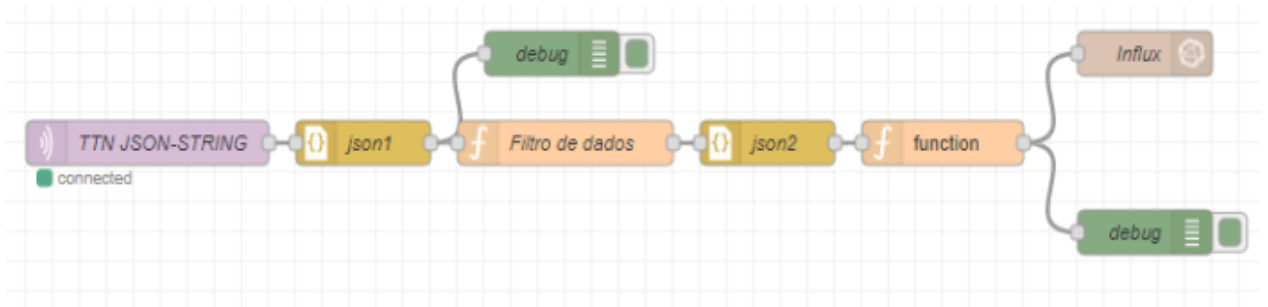 debug
Influx
TTN JSON-STRING
json1
Filtro de dados
json2
function
connected
debug